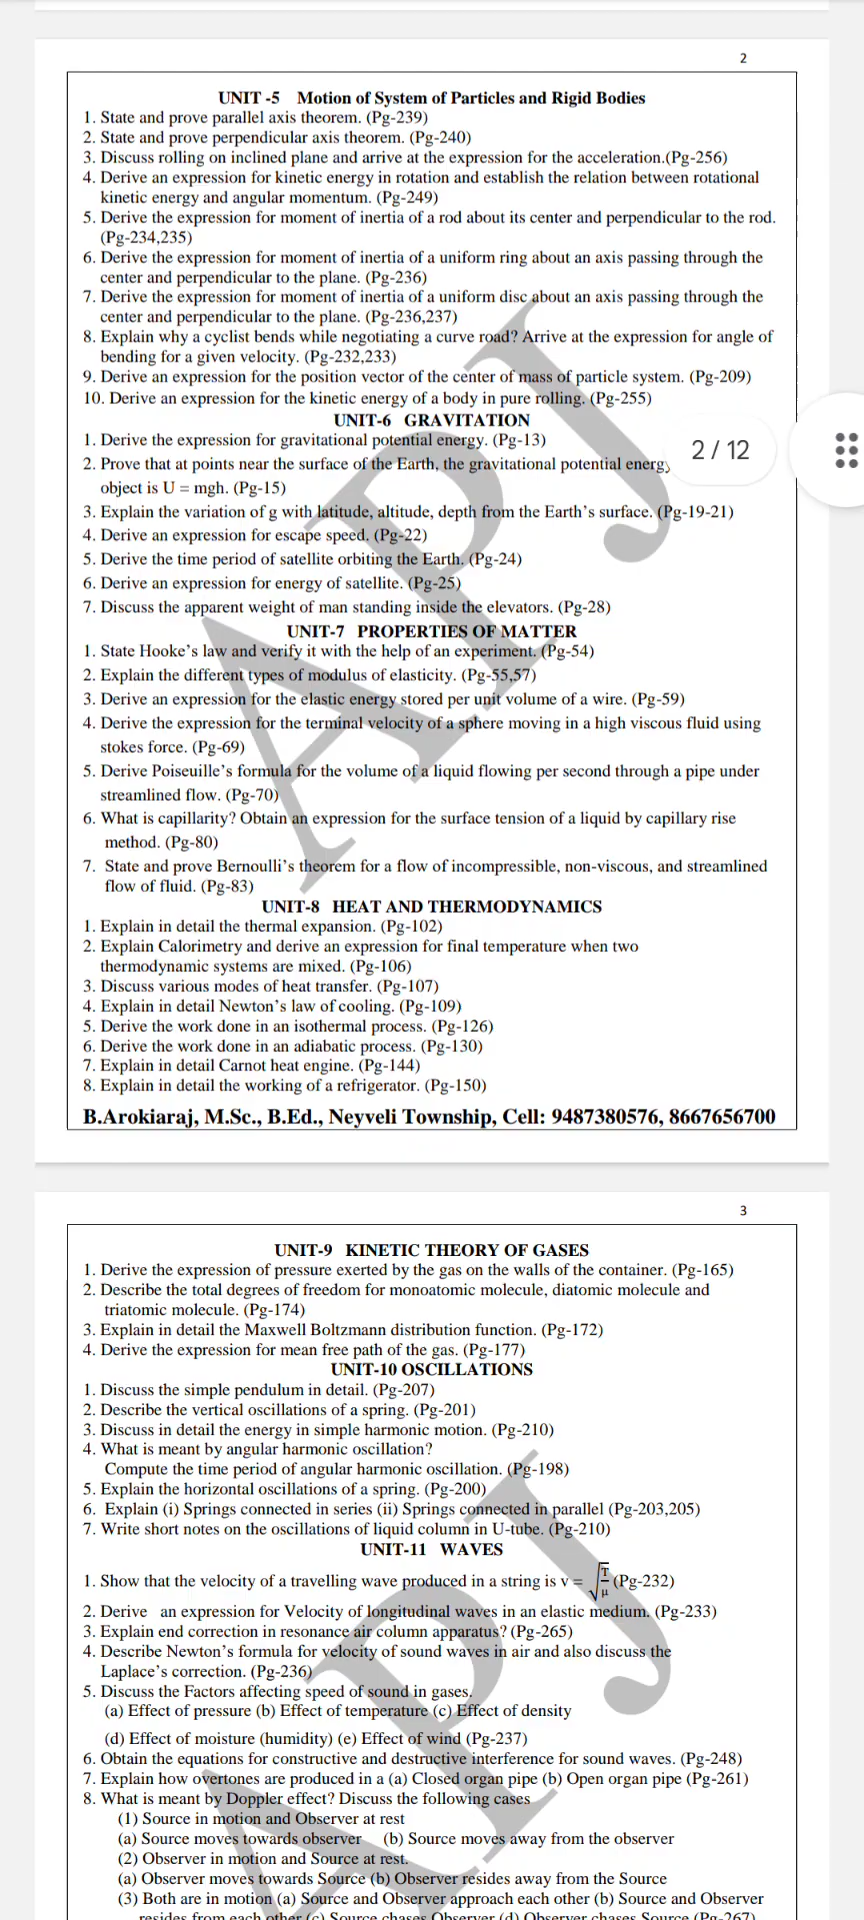 2
UNIT -5 Motion of System of Particles and Rigid Bodies
1. State and prove parallel axis theorem. (Pg-239)
2. State and prove perpendicular axis theorem. (Pg-240)
3. Discuss rolling on inclined plane and arrive at the expression for the acceleration.(Pg-256)
4. Derive an expression for kinetic energy in rotation and establish the relation between rotational
kinetic energy and angular momentum. (Pg-249)
5. Derive the expression for moment of inertia of a rod about its center and perpendicular to the rod.
(Pg-234,235)
6. Derive the expression for moment of inertia of a uniform ring about an axis passing through the
center and perpendicular to the plane. (Pg-236)
7. Derive the expression for moment of inertia of a uniform disc about an axis passing through the
center and perpendicular to the plane. (Pg-236,237)
8. Explain why a cyclist bends while negotiating a curve road? Arrive at the expression for angle of
bending for a given velocity. (Pg-232,233)
9. Derive an expression for the position vector of the center of mass of particle system. (Pg-209)
10. Derive an expression for the kinetic energy of a body in pure rolling. (Pg-255)
UNIT-6 GRAVITATION
1. Derive the expression for gravitational potential energy. (Pg-13)
2 / 12
2. Prove that at points near the surface of the Earth, the gravitational potential energy
object is U = mgh. (Pg-15)
3. Explain the variation of g with latitude, altitude, depth from the Earth's surface. (Pg-19-21)
4. Derive an expression for escape speed. (Pg-22)
5. Derive the time period of satellite orbiting the Earth. (Pg-24)
6. Derive an expression for energy of satellite. (Pg-25)
7. Discuss the apparent weight of man standing inside the elevators. (Pg-28)
UNIT-7 PROPERTIES OF MATTER
1. State Hooke's law and verify it with the help of an experiment. (Pg-54)
2. Explain the different types of modulus of elasticity. (Pg-55,57)
3. Derive an expression for the elastic energy stored per unit volume of a wire. (Pg-59)
4. Derive the expression for the terminal velocity of a sphere moving in a high viscous fluid using
stokes force. (Pg-69)
5. Derive Poiseuille's formula for the volume of a liquid flowing per second through a pipe under
streamlined flow. (Pg-70)
6. What is capillarity? Obtain an expression for the surface tension of a liquid by capillary rise
method. (Pg-80)
7. State and prove Bernoulli's theorem for a flow of incompressible, non-viscous, and streamlined
flow of fluid. (Pg-83)
UNIT-8 HEAT AND THERMODYNAMICS
1. Explain in detail the thermal expansion. (Pg-102)
2. Explain Calorimetry and derive an expression for final temperature when two
thermodynamic systems are mixed. (Pg-106)
3. Discuss various modes of heat transfer. (Pg-107)
4. Explain in detail Newton's law of cooling. (Pg-109)
5. Derive the work done in an isothermal process. (Pg-126)
6. Derive the work done in an adiabatic process. (Pg-130)
7. Explain in detail Carnot heat engine. (Pg-144)
8. Explain in detail the working of a refrigerator. (Pg-150)
B.Arokiaraj, M.Sc., B.Ed., Neyveli Township, Cell: 9487380576, 8667656700
APJ
3
UNIT-9 KINETIC THEORY OF GASES
1. Derive the expression of pressure exerted by the gas on the walls of the container. (Pg-165)
2. Describe the total degrees of freedom for monoatomic molecule, diatomic molecule and
triatomic molecule. (Pg-174)
3. Explain in detail the Maxwell Boltzmann distribution function. (Pg-172)
4. Derive the expression for mean free path of the gas. (Pg-177)
UNIT-10 OSCILLATIONS
1. Discuss the simple pendulum in detail. (Pg-207)
2. Describe the vertical oscillations of a spring. (Pg-201)
3. Discuss in detail the energy in simple harmonic motion. (Pg-210)
4. What is meant by angular harmonic oscillation?
Compute the time period of angular harmonic oscillation. (Pg-198)
5. Explain the horizontal oscillations of a spring. (Pg-200)
6. Explain (i) Springs connected in series (ii) Springs connected in parallel (Pg-203,205)
7. Write short notes on the oscillations of liquid column in U-tube. (Pg-210)
UNIT-11 WAVES
1. Show that the velocity of a travelling wave produced in a string is v = √(T/μ) (Pg-232)
2. Derive an expression for Velocity of longitudinal waves in an elastic medium. (Pg-233)
3. Explain end correction in resonance air column apparatus? (Pg-265)
4. Describe Newton's formula for velocity of sound waves in air and also discuss the
Laplace's correction. (Pg-236)
5. Discuss the Factors affecting speed of sound in gases.
(a) Effect of pressure (b) Effect of temperature (c) Effect of density
(d) Effect of moisture (humidity) (e) Effect of wind (Pg-237)
6. Obtain the equations for constructive and destructive interference for sound waves. (Pg-248)
7. Explain how overtones are produced in a (a) Closed organ pipe (b) Open organ pipe (Pg-261)
8. What is meant by Doppler effect? Discuss the following cases
(1) Source in motion and Observer at rest
(a) Source moves towards observer (b) Source moves away from the observer
(2) Observer in motion and Source at rest.
(a) Observer moves towards Source (b) Observer resides away from the Source
(3) Both are in motion (a) Source and Observer approach each other (b) Source and Observer
resides from each other (c) Source chases Observer (d) Observer chases Source (Pg-267)
APJ